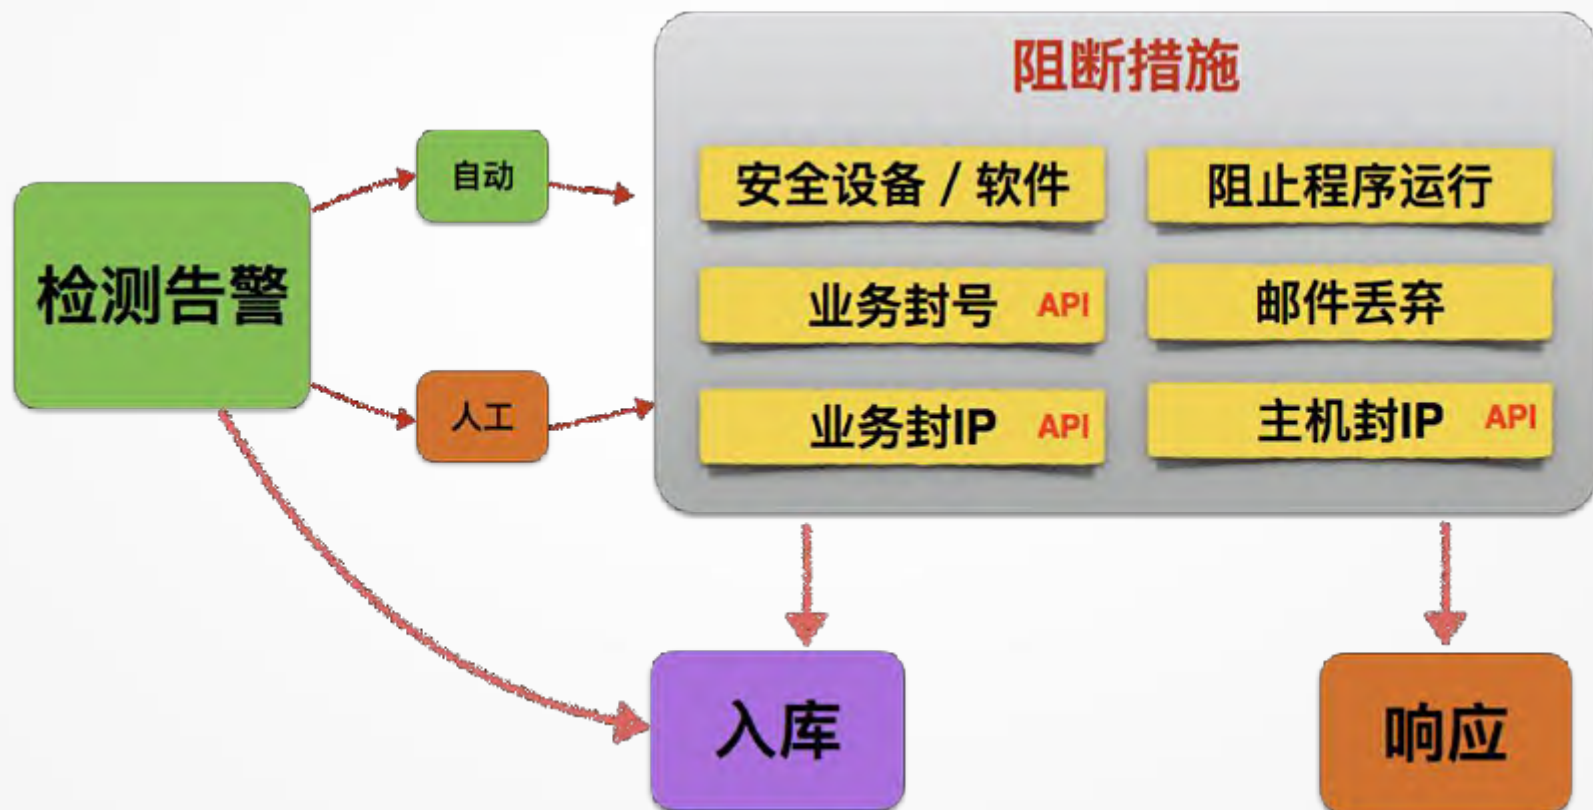 阻断措施
自动
安全设备 / 软件
阻止程序运行
检测告警
业务封号 API
邮件丢弃
人工
业务封IP API
主机封IP API
入库
响应